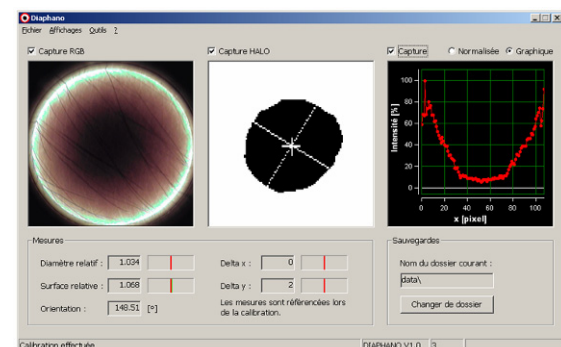 Diaphano
Fichier Affichages Outils ?
Capture RGB
Capture HALO
Capture Normalisée Graphique
100
80
60
40
20
0
Intensité [%]
0 20 40 60 80 100
x [pixel]
Mesures
Diamètre relatif : 1.034
Surface relative : 1.068
Orientation : 148.51 [°]
Delta x : 0
Delta y : 2
Les mesures sont référencées lors
de la calibration.
Sauvegardes
Nom du dossier courant :
data\
Changer de dossier
Calibration effectuée
DIAPHANO V1.0 3